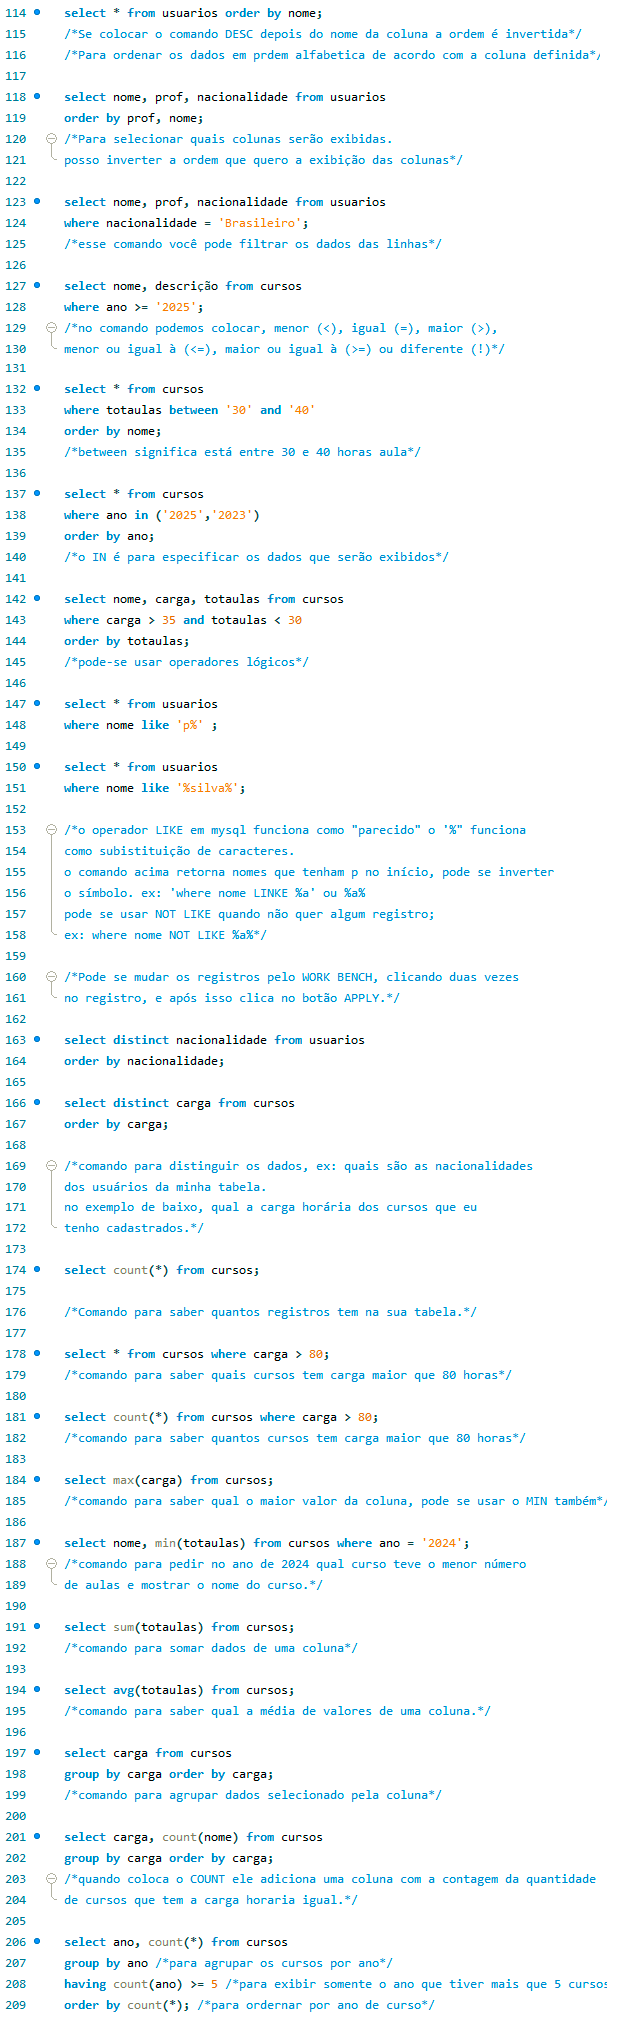 114 select * from usuarios order by nome;
115 /*Se colocar o comando DESC depois do nome da coluna a ordem é invertida*/
116 /*Para ordenar os dados em prdem alfabetica de acordo com a coluna definida*/
117
118 select nome, prof, nacionalidade from usuarios
119 order by prof, nome;
120 /*Para selecionar quais colunas serão exibidas.
121 posso inverter a ordem que quero a exibição das colunas*/
122
123 select nome, prof, nacionalidade from usuarios
124 where nacionalidade = 'Brasileiro';
125 /*esse comando você pode filtrar os dados das linhas*/
126
127 select nome, descrição from cursos
128 where ano >= '2025';
129 /*no comando podemos colocar, menor (<), igual (=), maior (>),
130 menor ou igual à (<=), maior ou igual à (>=) ou diferente (!)*/
131
132 select * from cursos
133 where totaulas between '30' and '40'
134 order by nome;
135 /*between significa está entre 30 e 40 horas aula*/
136
137 select * from cursos
138 where ano in ('2025','2023')
139 order by ano;
140 /*o IN é para especificar os dados que serão exibidos*/
141
142 select nome, carga, totaulas from cursos
143 where carga > 35 and totaulas < 30
144 order by totaulas;
145 /*pode-se usar operadores lógicos*/
146
147 select * from usuarios
148 where nome like 'p%' ;
149
150 select * from usuarios
151 where nome like '%silva%';
152
153 /*o operador LIKE em mysql funciona como "parecido" o '%" funciona
154 como subistituição de caracteres.
155 o comando acima retorna nomes que tenham p no início, pode se inverter
156 o símbolo. ex: 'where nome LINKE %a' ou %a%
157 pode se usar NOT LIKE quando não quer algum registro;
158 ex: where nome NOT LIKE %a%*/
159
160 /*Pode se mudar os registros pelo WORK BENCH, clicando duas vezes
161 no registro, e após isso clica no botão APPLY.*/
162
163 select distinct nacionalidade from usuarios
164 order by nacionalidade;
165
166 select distinct carga from cursos
167 order by carga;
168
169 /*comando para distinguir os dados, ex: quais são as nacionalidades
170 dos usuários da minha tabela.
171 no exemplo de baixo, qual a carga horária dos cursos que eu
172 tenho cadastrados.*/
173
174 select count(*) from cursos;
175
176 /*Comando para saber quantos registros tem na sua tabela.*/
177
178 select * from cursos where carga > 80;
179 /*comando para saber quais cursos tem carga maior que 80 horas*/
180
181 select count(*) from cursos where carga > 80;
182 /*comando para saber quantos cursos tem carga maior que 80 horas*/
183
184 select max(carga) from cursos;
185 /*comando para saber qual o maior valor da coluna, pode se usar o MIN também*/
186
187 select nome, min(totaulas) from cursos where ano = '2024';
188 /*comando para pedir no ano de 2024 qual curso teve o menor número
189 de aulas e mostrar o nome do curso.*/
190
191 select sum(totaulas) from cursos;
192 /*comando para somar dados de uma coluna*/
193
194 select avg(totaulas) from cursos;
195 /*comando para saber qual a média de valores de uma coluna.*/
196
197 select carga from cursos
198 group by carga order by carga;
199 /*comando para agrupar dados selecionado pela coluna*/
200
201 select carga, count(nome) from cursos
202 group by carga order by carga;
203 /*quando coloca o COUNT ele adiciona uma coluna com a contagem da quantidade
204 de cursos que tem a carga horaria igual.*/
205
206 select ano, count(*) from cursos
207 group by ano /*para agrupar os cursos por ano*/
208 having count(ano) >= 5 /*para exibir somente o ano que tiver mais que 5 cursos
209 order by count(*); /*para ordernar por ano de curso*/